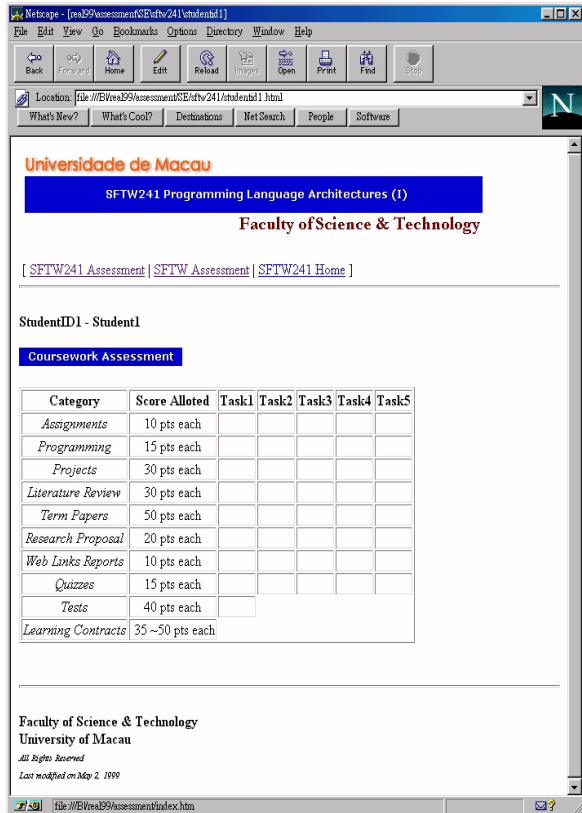 Netscape - [real99\assessment\SE\sftw241\studentid1]
File Edit View Go Bookmarks Options Directory Window Help
Back Forward Home Edit Reload Images Open Print Find Stop
Location: file:///B|/real99/assessment/SE/sftw241/studentid1.html
What's New? What's Cool? Destinations Net Search People Software
N
Universidade de Macau
SFTW241 Programming Language Architectures (I)
Faculty of Science & Technology
[ SFTW241 Assessment | SFTW Assessment | SFTW241 Home ]
StudentID1 - Student1
Coursework Assessment
Category Score Alloted Task1 Task2 Task3 Task4 Task5
Assignments 10 pts each
Programming 15 pts each
Projects 30 pts each
Literature Review 30 pts each
Term Papers 50 pts each
Research Proposal 20 pts each
Web Links Reports 10 pts each
Quizzes 15 pts each
Tests 40 pts each
Learning Contracts 35 ~50 pts each
Faculty of Science & Technology
University of Macau
All Rights Reserved
Last modified on May 2, 1999
file:///B|/real99/assessment/index.htm